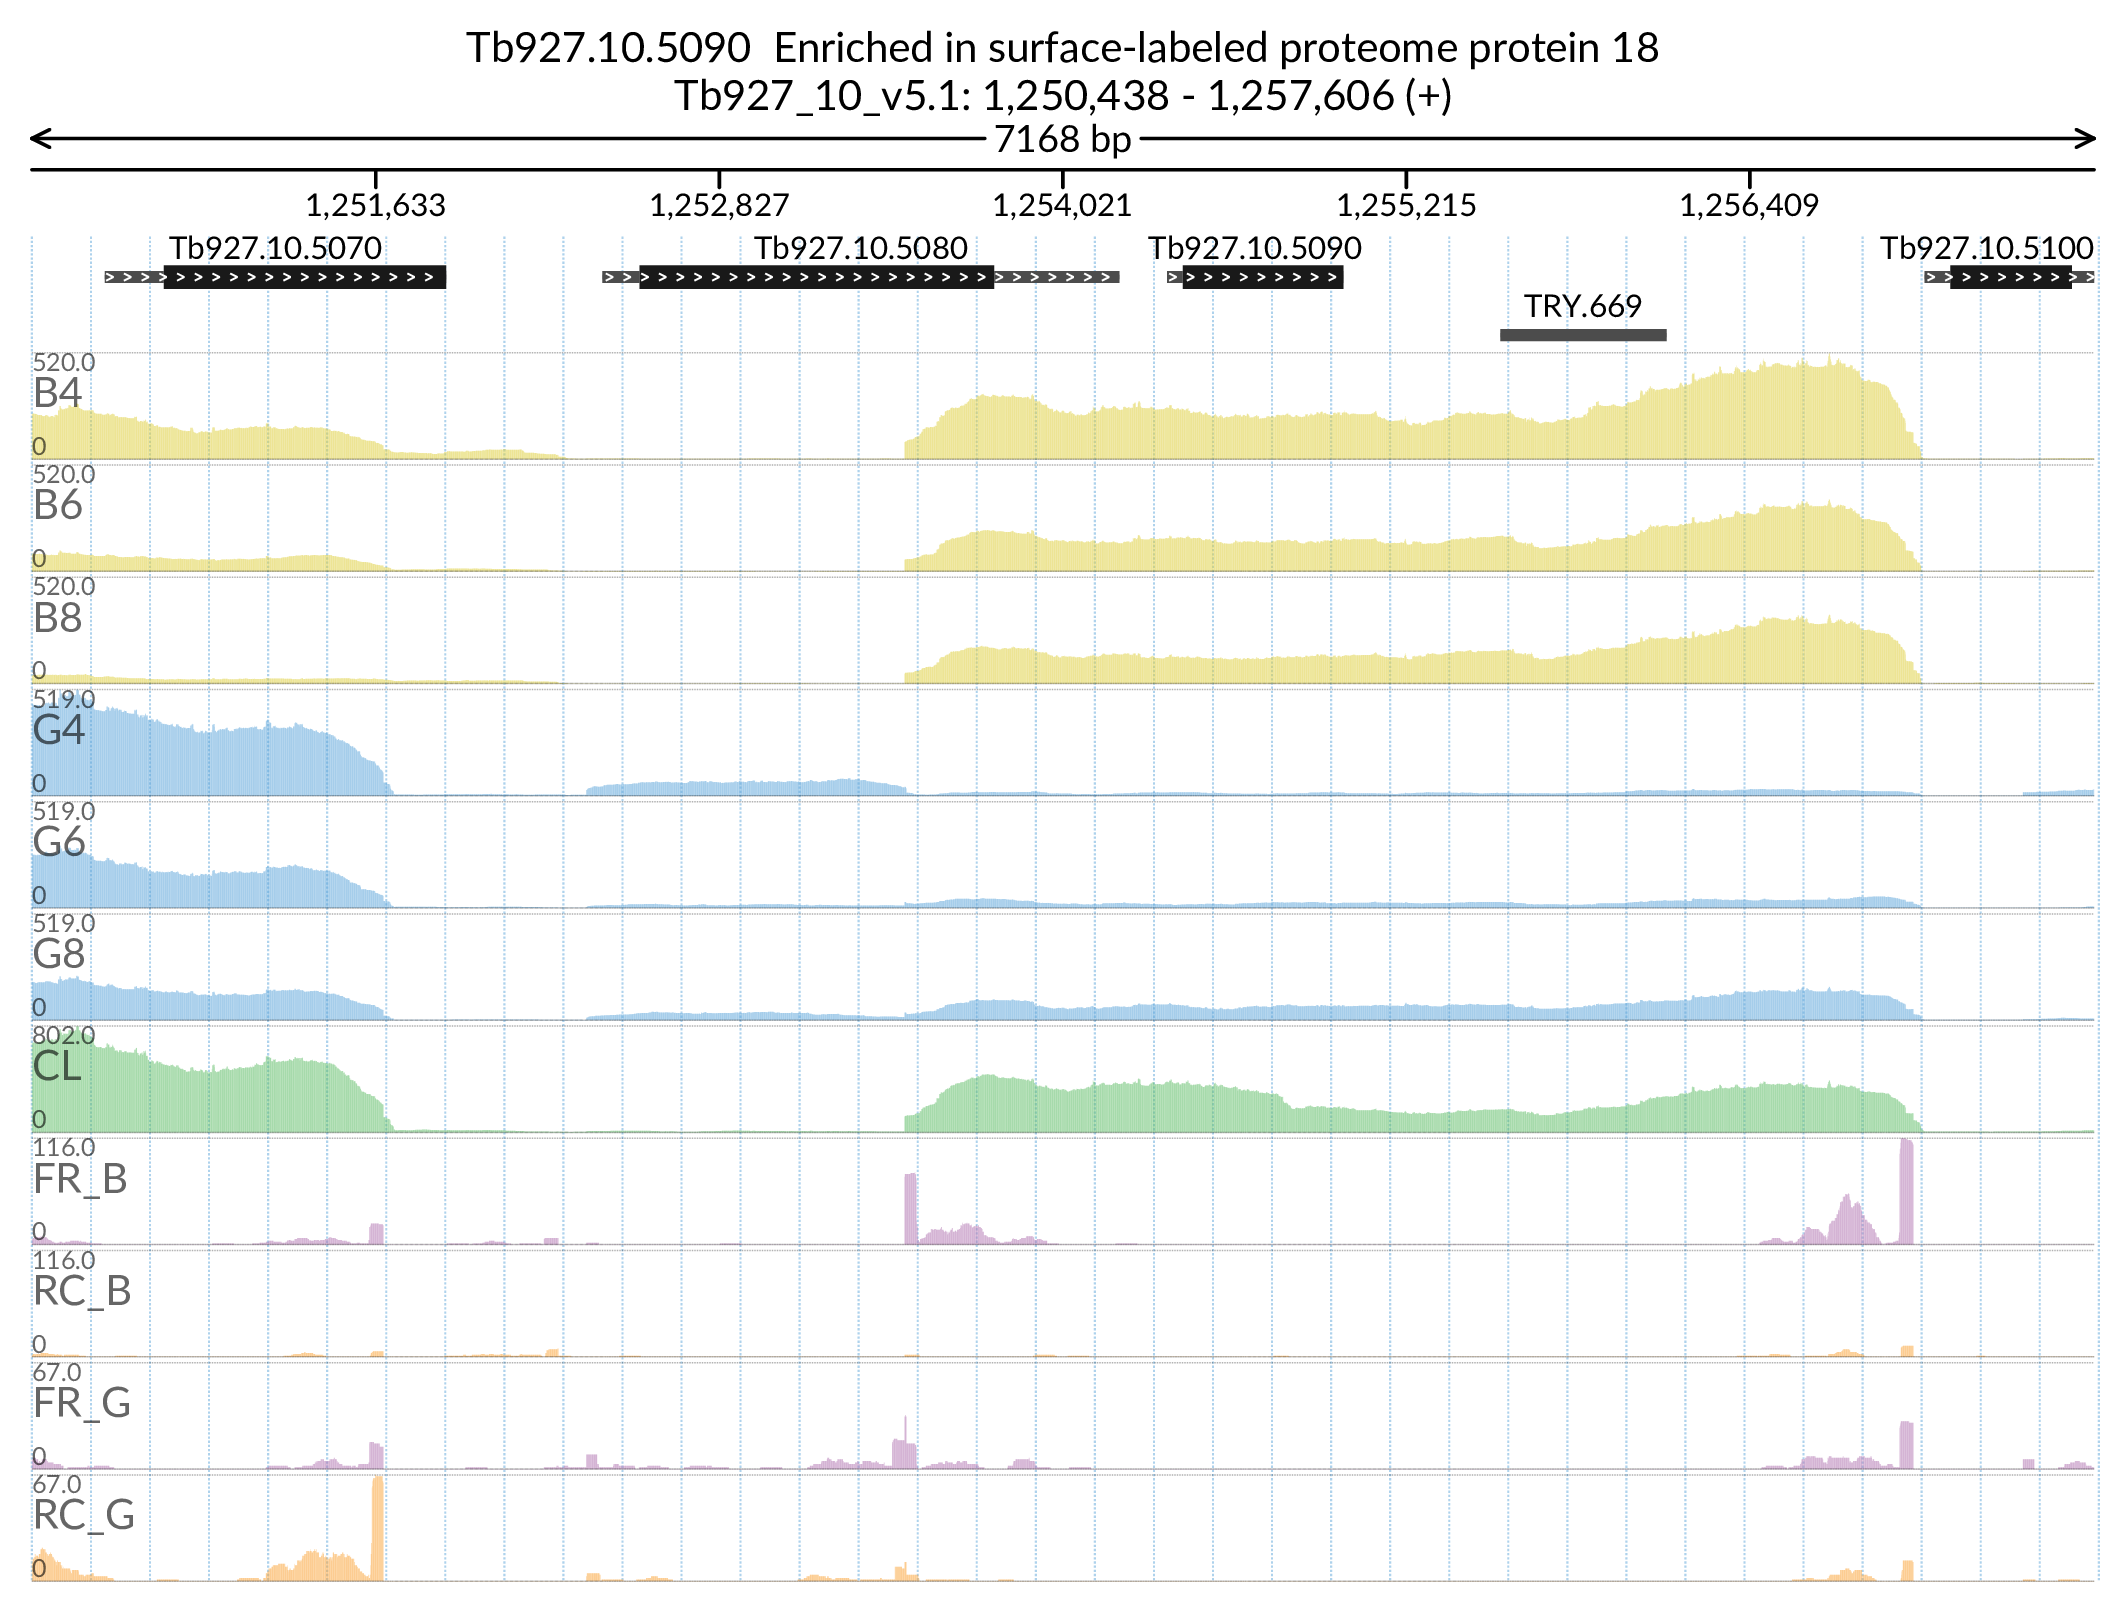 Tb927.10.5090  Enriched in surface-labeled proteome protein 18
Tb927_10_v5.1: 1,250,438 - 1,257,606 (+)
7168 bp
1,251,633 1,252,827 1,254,021 1,255,215 1,256,409
Tb927.10.5070 Tb927.10.5080 Tb927.10.5090 Tb927.10.5100
TRY.669
520.0
B4
0
520.0
B6
0
520.0
B8
0
519.0
G4
0
519.0
G6
0
519.0
G8
0
802.0
CL
0
116.0
FR_B
0
116.0
RC_B
0
67.0
FR_G
0
67.0
RC_G
0